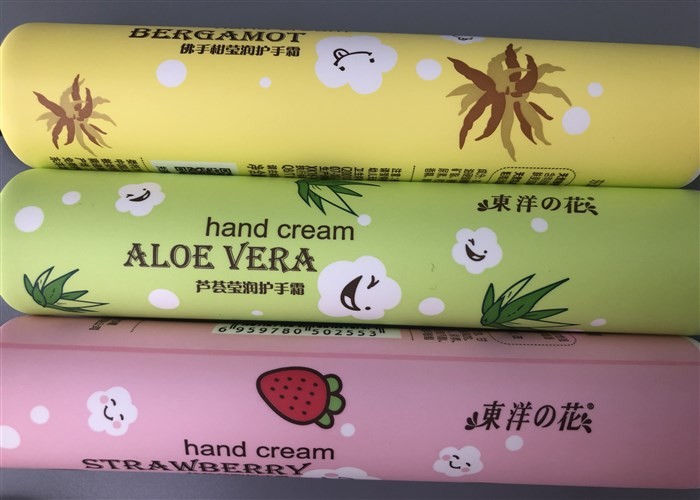 BERGAMOT
佛手柑莹润护手霜
東洋の花
hand cream
ALOE VERA
芦荟莹润护手霜
6 959780 502553
東洋の花
hand cream
STRAWBERRY